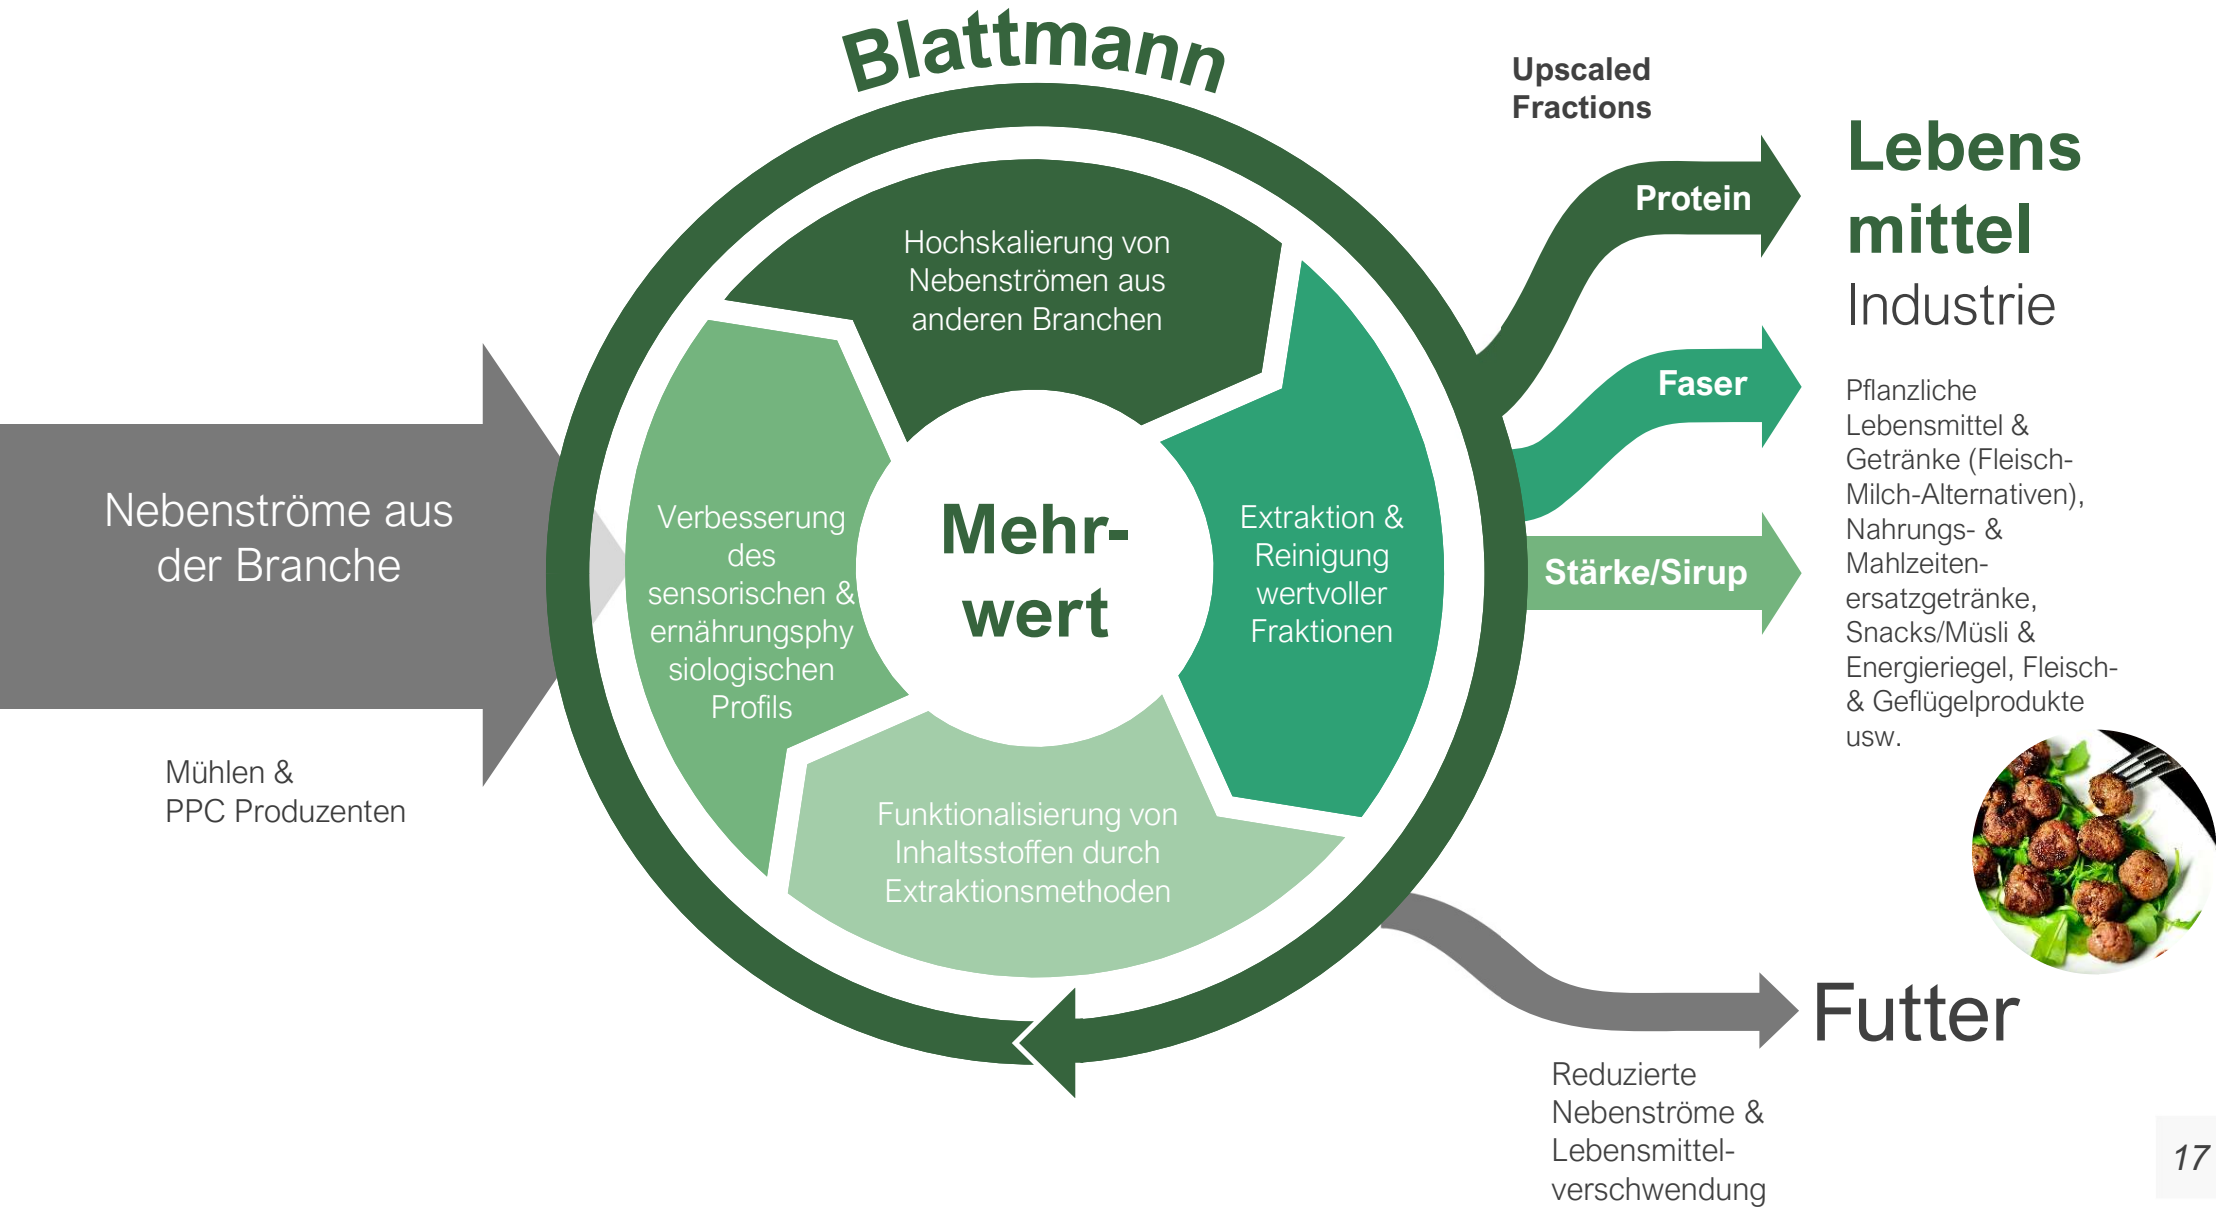 Blattmann
Nebenströme aus
der Branche
Mühlen &
PPC Produzenten
Hochskalierung von
Nebenströmen aus
anderen Branchen
Verbesserung
des
sensorischen &
ernährungsphy
siologischen
Profils
Mehr-
wert
Extraktion &
Reinigung
wertvoller
Fraktionen
Funktionalisierung von
Inhaltsstoffen durch
Extraktionsmethoden
Upscaled
Fractions
Protein
Faser
Stärke/Sirup
Lebens
mittel
Industrie
Pflanzliche
Lebensmittel &
Getränke (Fleisch-
Milch-Alternativen),
Nahrungs- &
Mahlzeiten-
ersatzgetränke,
Snacks/Müsli &
Energieriegel, Fleisch-
& Geflügelprodukte
usw.
Futter
Reduzierte
Nebenströme &
Lebensmittel-
verschwendung
17